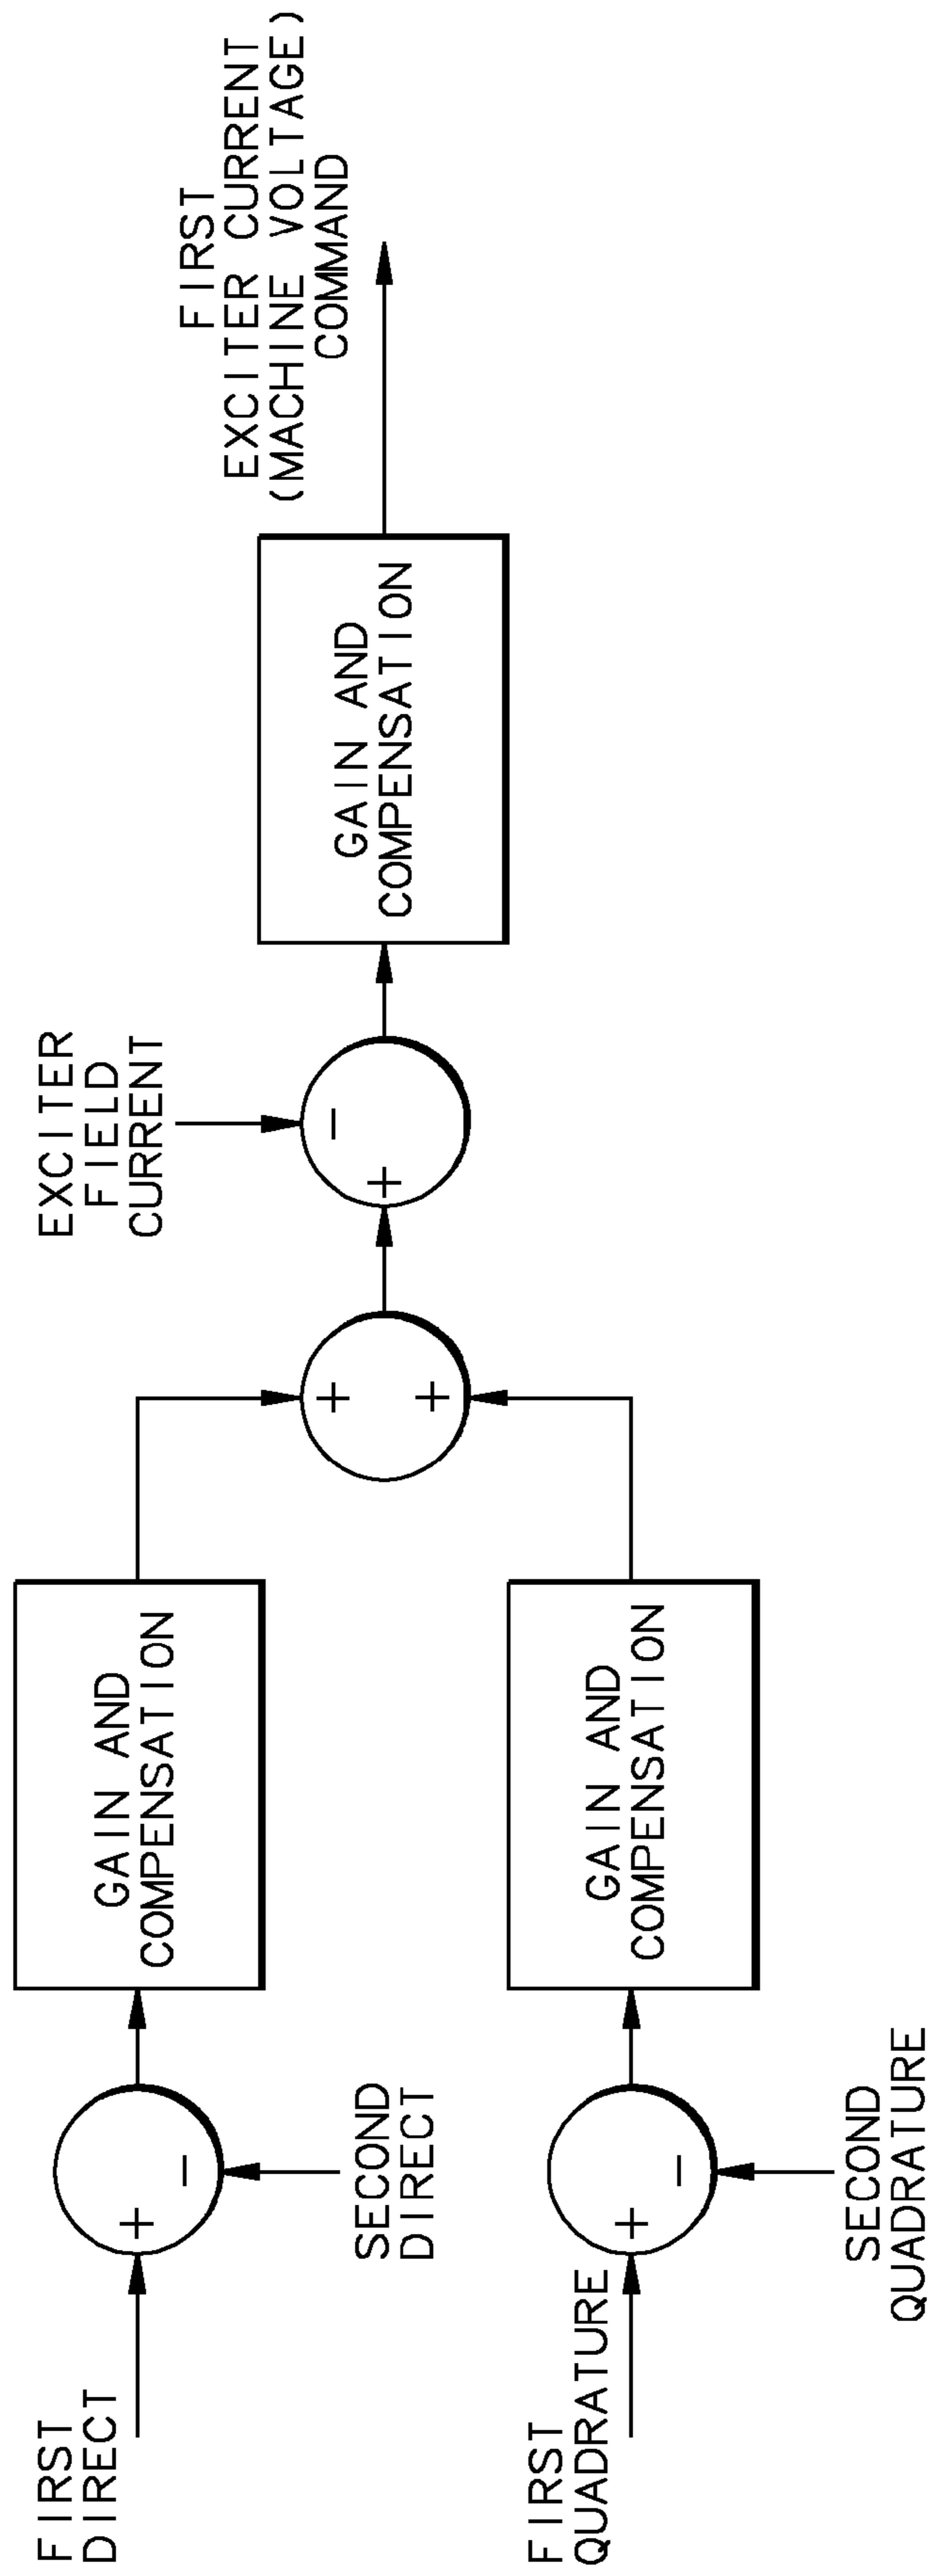 FIRST
DIRECT
+
−
SECOND
DIRECT
GAIN AND
COMPENSATION
FIRST
QUADRATURE
+
−
SECOND
QUADRATURE
GAIN AND
COMPENSATION
+
+
EXCITER
FIELD
CURRENT
−
+
GAIN AND
COMPENSATION
FIRST
EXCITER CURRENT
(MACHINE VOLTAGE)
COMMAND